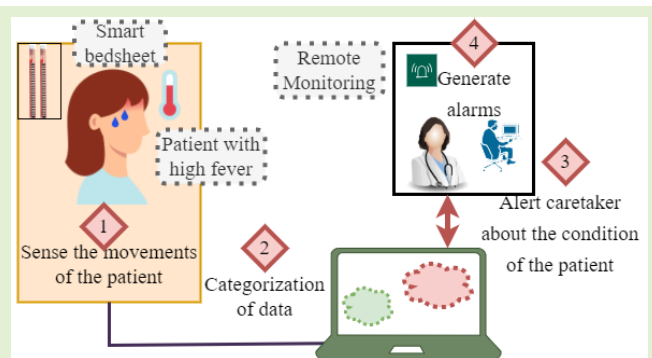 Smart
bedsheet
Patient with
high fever
1
Sense the movements
of the patient
2
Categorization
of data
Remote
Monitoring
4
Generate
alarms
3
Alert caretaker
about the condition
of the patient